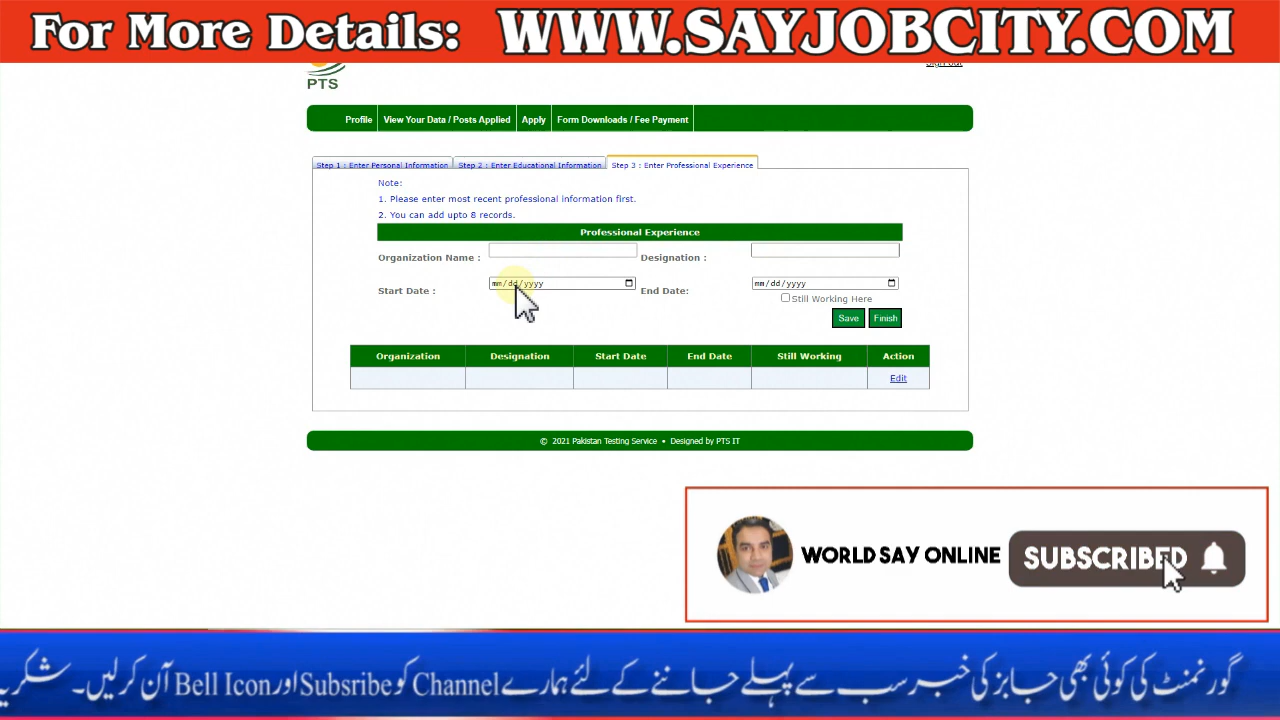 For More Details: WWW.SAYJOBCITY.COM
PTS
Profile View Your Data / Posts Applied Apply Form Downloads / Fee Payment
Step 1 : Enter Personal Information Step 2 : Enter Educational Information Step 3 : Enter Professional Experience
Note:
1. Please enter most recent professional information first.
2. You can add upto 8 records.
Professional Experience
Organization Name : Designation :
Start Date : mm/dd/yyyy End Date: mm/dd/yyyy
Still Working Here
Save Finish
Organization Designation Start Date End Date Still Working Action
Edit
© 2021 Pakistan Testing Service • Designed by PTS IT
WORLD SAY ONLINE SUBSCRIBED
گورنمنٹ کی کوئی بھی جابز کی خبر سب سے پہلے جاننے کے لئے ہمارے Channel کو Subsribe اور Bell Icon آن کرلیں۔ شکریہ